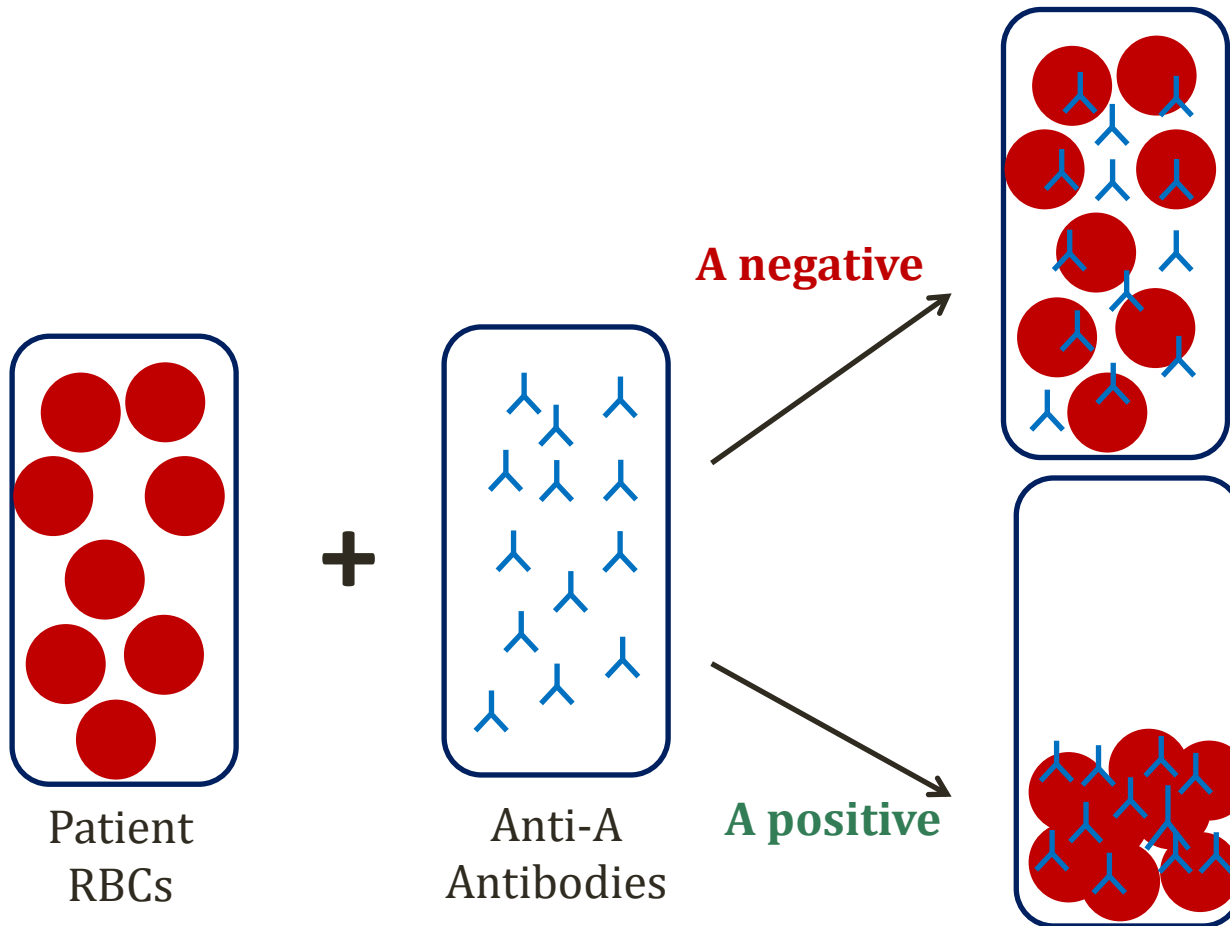 A negative
+
A positive
Patient
RBCs
Anti-A
Antibodies